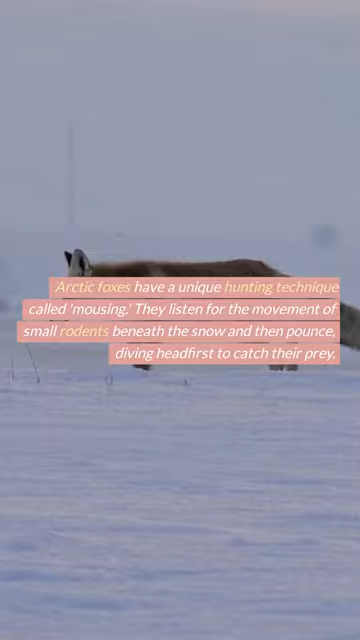 Arctic foxes have a unique hunting technique
called 'mousing.' They listen for the movement of
small rodents beneath the snow and then pounce,
diving headfirst to catch their prey.